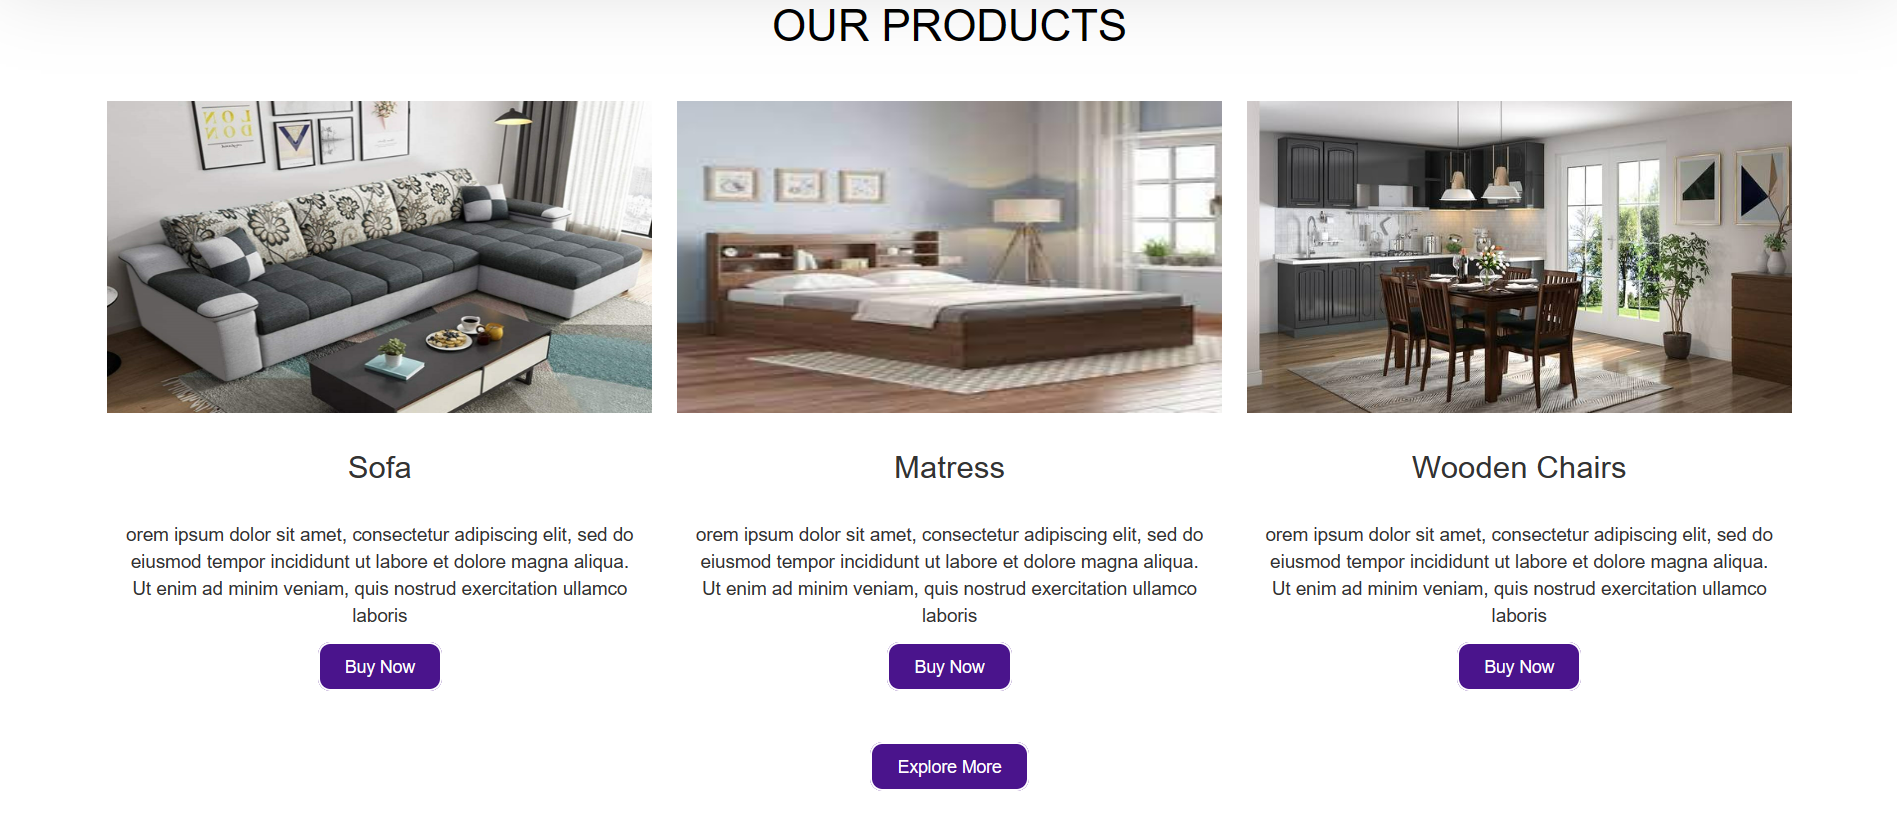 OUR PRODUCTS
LON
DON
Sofa
Matress
Wooden Chairs
orem ipsum dolor sit amet, consectetur adipiscing elit, sed do
eiusmod tempor incididunt ut labore et dolore magna aliqua.
Ut enim ad minim veniam, quis nostrud exercitation ullamco
laboris
orem ipsum dolor sit amet, consectetur adipiscing elit, sed do
eiusmod tempor incididunt ut labore et dolore magna aliqua.
Ut enim ad minim veniam, quis nostrud exercitation ullamco
laboris
orem ipsum dolor sit amet, consectetur adipiscing elit, sed do
eiusmod tempor incididunt ut labore et dolore magna aliqua.
Ut enim ad minim veniam, quis nostrud exercitation ullamco
laboris
Buy Now
Buy Now
Buy Now
Explore More